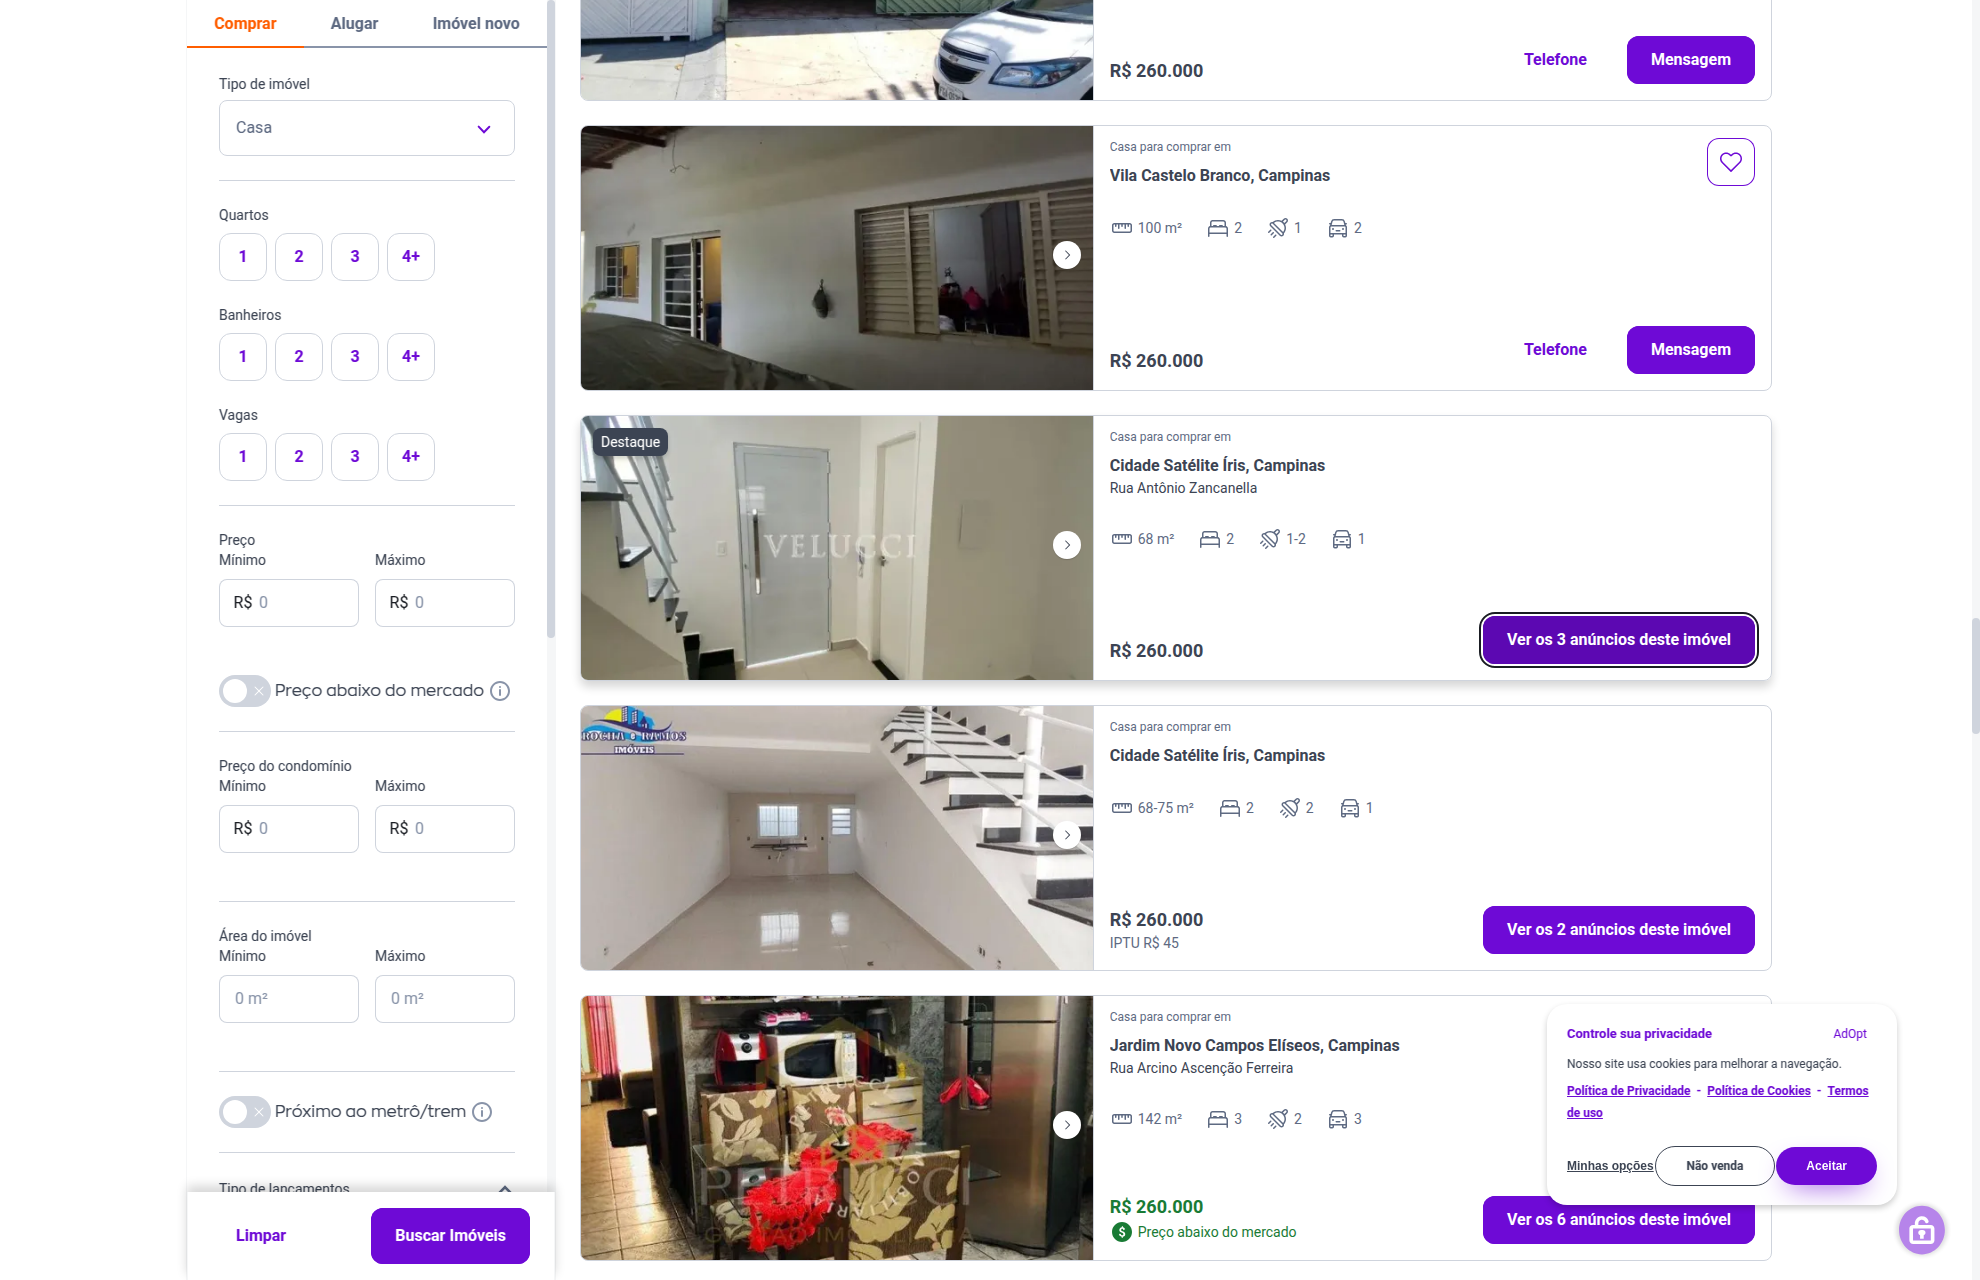 Comprar
Alugar
Imóvel novo
Tipo de imóvel
Casa
Quartos
1
2
3
4+
Banheiros
1
2
3
4+
Vagas
1
2
3
4+
Preço
Mínimo
Máximo
R$ 0
R$ 0
Preço abaixo do mercado
Preço do condomínio
Mínimo
Máximo
R$ 0
R$ 0
Área do imóvel
Mínimo
Máximo
0 m²
0 m²
Próximo ao metrô/trem
Tipo de lançamentos
Limpar
Buscar Imóveis
R$ 260.000
Telefone
Mensagem
Casa para comprar em
Vila Castelo Branco, Campinas
100 m² 2 1 2
R$ 260.000
Telefone
Mensagem
Destaque
VELUCCI
Casa para comprar em
Cidade Satélite Íris, Campinas
Rua Antônio Zancanella
68 m² 2 1-2 1
R$ 260.000
Ver os 3 anúncios deste imóvel
ROCHA & RAMOS
IMÓVEIS
Casa para comprar em
Cidade Satélite Íris, Campinas
68-75 m² 2 2 1
R$ 260.000
IPTU R$ 45
Ver os 2 anúncios deste imóvel
Casa para comprar em
Jardim Novo Campos Elíseos, Campinas
Rua Arcino Ascenção Ferreira
142 m² 3 2 3
R$ 260.000
Preço abaixo do mercado
Ver os 6 anúncios deste imóvel
Controle sua privacidade
AdOpt
Nosso site usa cookies para melhorar a navegação.
Política de Privacidade - Política de Cookies - Termos
de uso
Minhas opções
Não venda
Aceitar